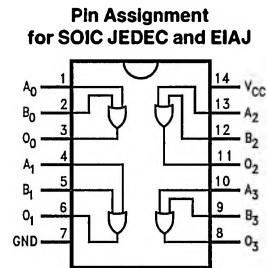 Pin Assignment
for SOIC JEDEC and EIAJ
A0 1 14 VCC
B0 2 13 A2
O0 3 12 B2
A1 4 11 O2
B1 5 10 A3
O1 6 9 B3
GND 7 8 O3